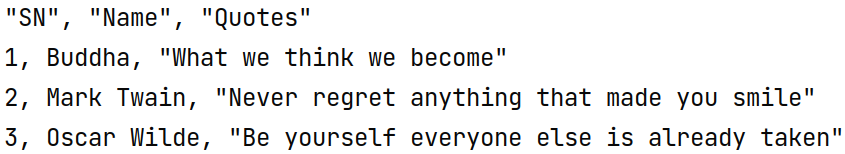 "SN", "Name", "Quotes"
1, Buddha, "What we think we become"
2, Mark Twain, "Never regret anything that made you smile"
3, Oscar Wilde, "Be yourself everyone else is already taken"